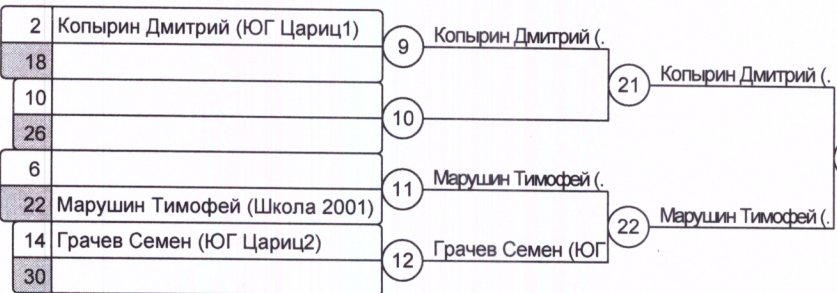 2 Копырин Дмитрий (ЮГ Цариц1)
18
9 Копырин Дмитрий (.
10
26
10
21 Копырин Дмитрий (.
6
22 Марушин Тимофей (Школа 2001)
11 Марушин Тимофей (.
14 Грачев Семен (ЮГ Цариц2)
30
12 Грачев Семен (ЮГ
22 Марушин Тимофей (.